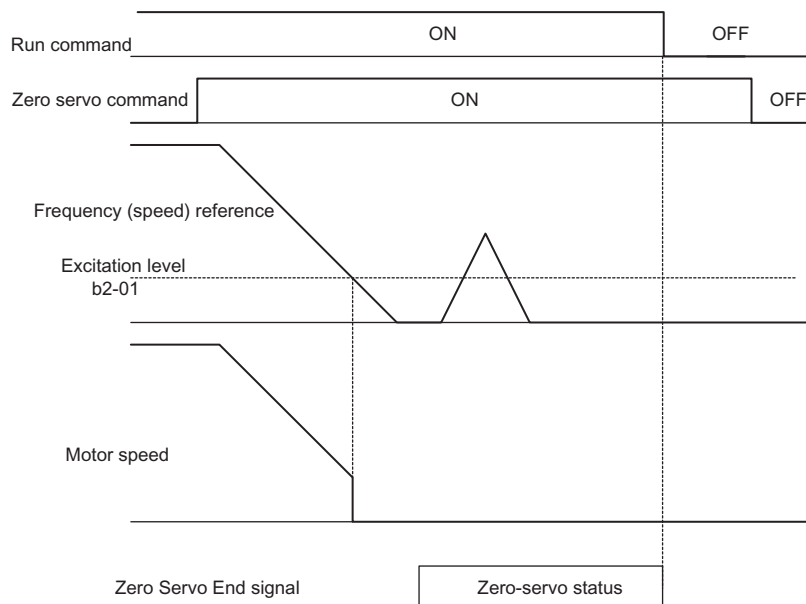 Run command
ON
OFF
Zero servo command
ON
OFF
Frequency (speed) reference
Excitation level
b2-01
Motor speed
Zero Servo End signal
Zero-servo status